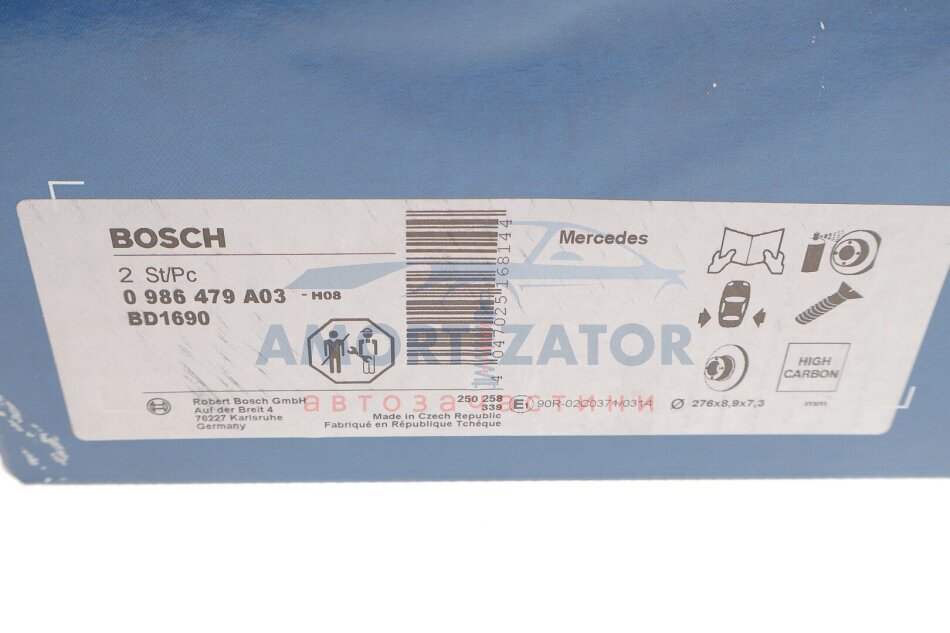 BOSCH
2 St/Pc
0 986 479 A03 - H08
BD1690
4 047025 168144
Mercedes
AMORTIZATOR
автозапчастини
HIGH
CARBON
Robert Bosch GmbH
Auf der Breit 4
76227 Karlsruhe
Germany
250 258
339
Made in Czech Republic
Fabriqué en République Tchéque
E1 90R-02C0371/0314
Ø 276x8,9x7,3 mm